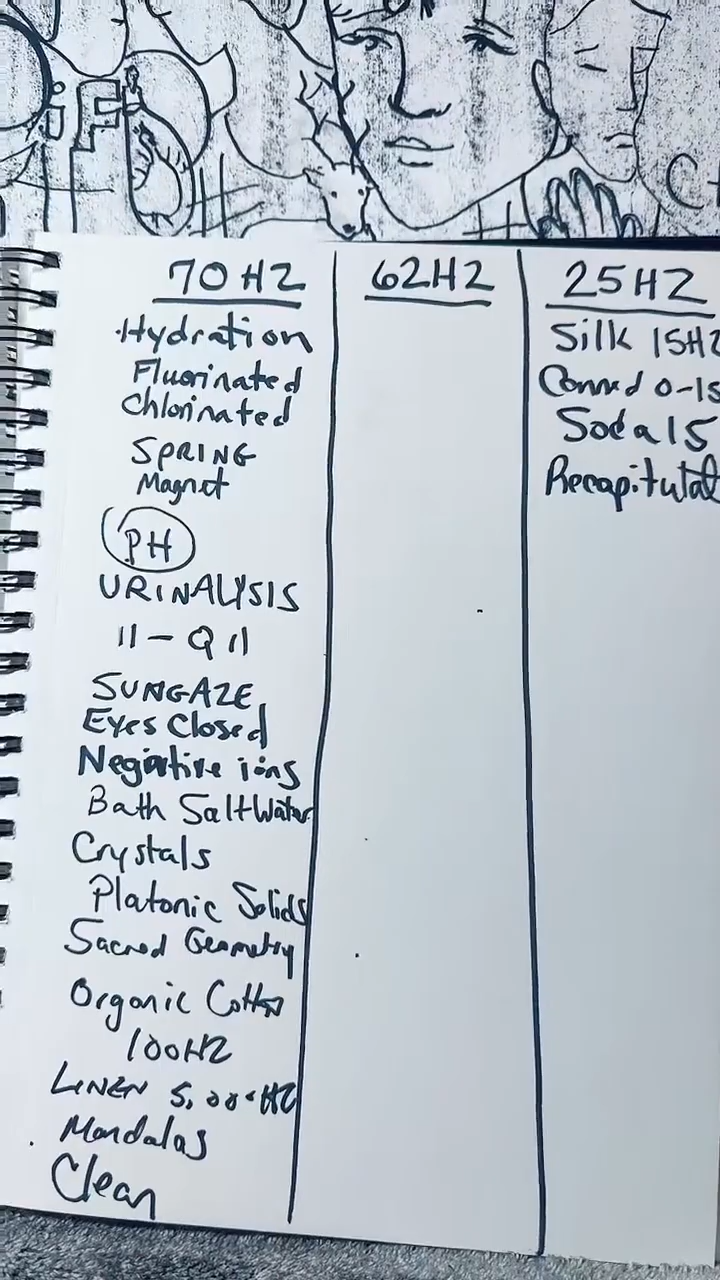 70HZ
Hydration
Fluorinated
Chlorinated
SPRING
Magnet
PH
URINALYSIS
11-Q11
SUNGAZE
Eyes Closed
Negative ions
Bath SaltWater
Crystals
Platonic Solids
Sacred Geometry
Organic Cotton
100HZ
LINEN 5,000HZ
Mandalas
Clean
62HZ
25HZ
Silk 15HZ
0-15
Soda 15
Recapitulat